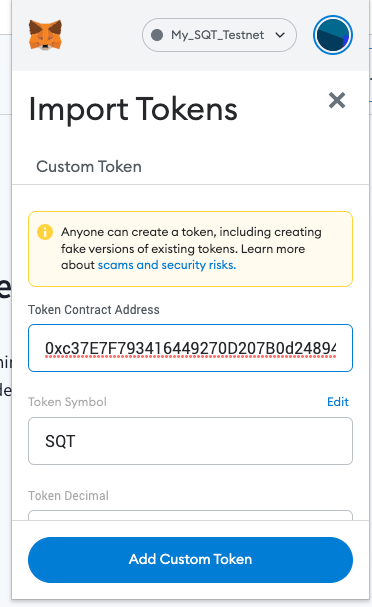 My_SQT_Testnet
Import Tokens
Custom Token
Anyone can create a token, including creating
fake versions of existing tokens. Learn more
about scams and security risks.
Token Contract Address
0xc37E7F793416449270D207B0d24894
Token Symbol
Edit
SQT
Token Decimal
Add Custom Token